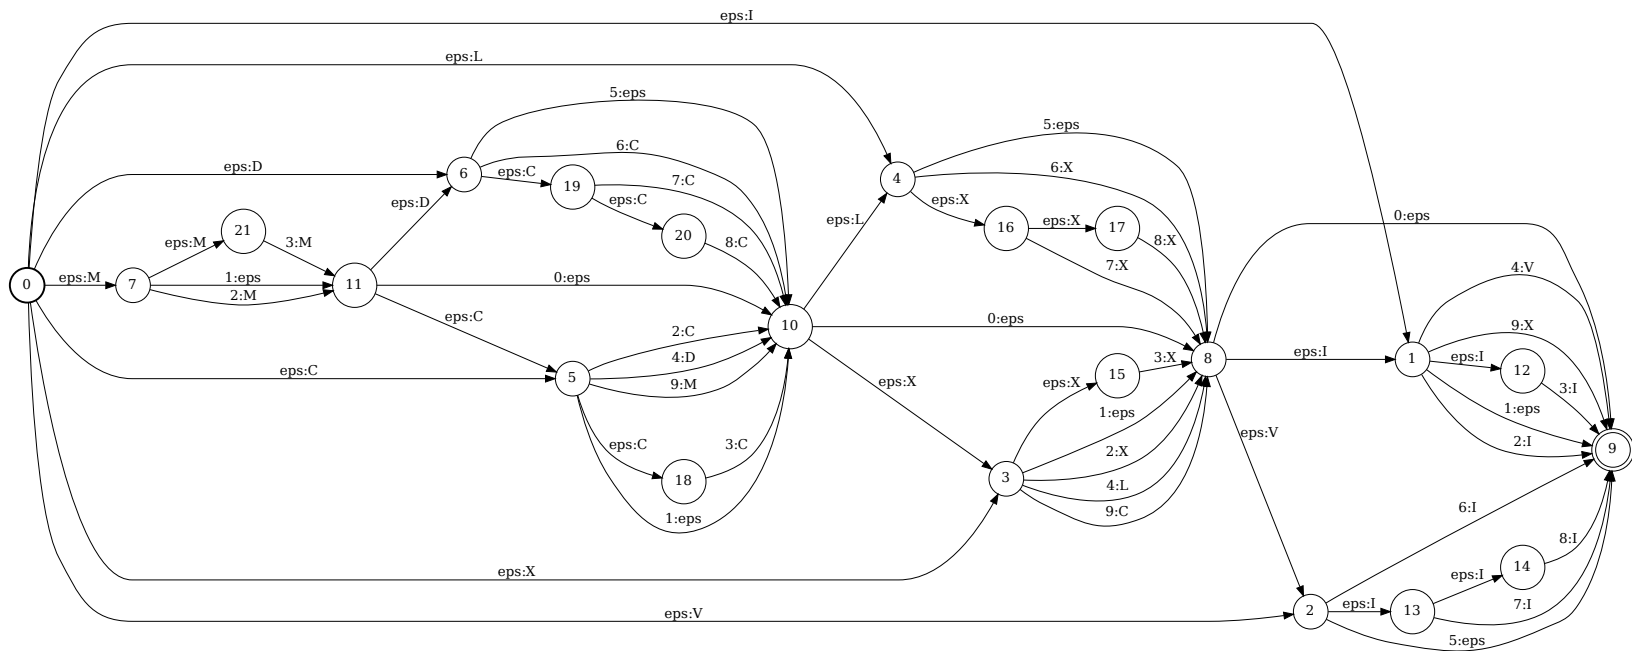 eps:I
eps:L
5:eps
5:eps
6:C
6:X
eps:D
eps:C
19
7:C
6
4
eps:C
eps:X
16
eps:X
17
0:eps
eps:D
20
8:C
eps:L
8:X
7:X
21
eps:M
3:M
4:V
0
eps:M
7
1:eps
11
0:eps
2:M
10
0:eps
eps:C
2:C
9:X
8
eps:I
1
eps:I
12
4:D
3:X
eps:C
5
9:M
eps:X
eps:X
15
3:I
1:eps
1:eps
eps:C
3:C
eps:V
2:I
9
2:X
18
3
4:L
9:C
6:I
1:eps
8:I
eps:X
eps:I
14
eps:V
2
eps:I
13
7:I
5:eps